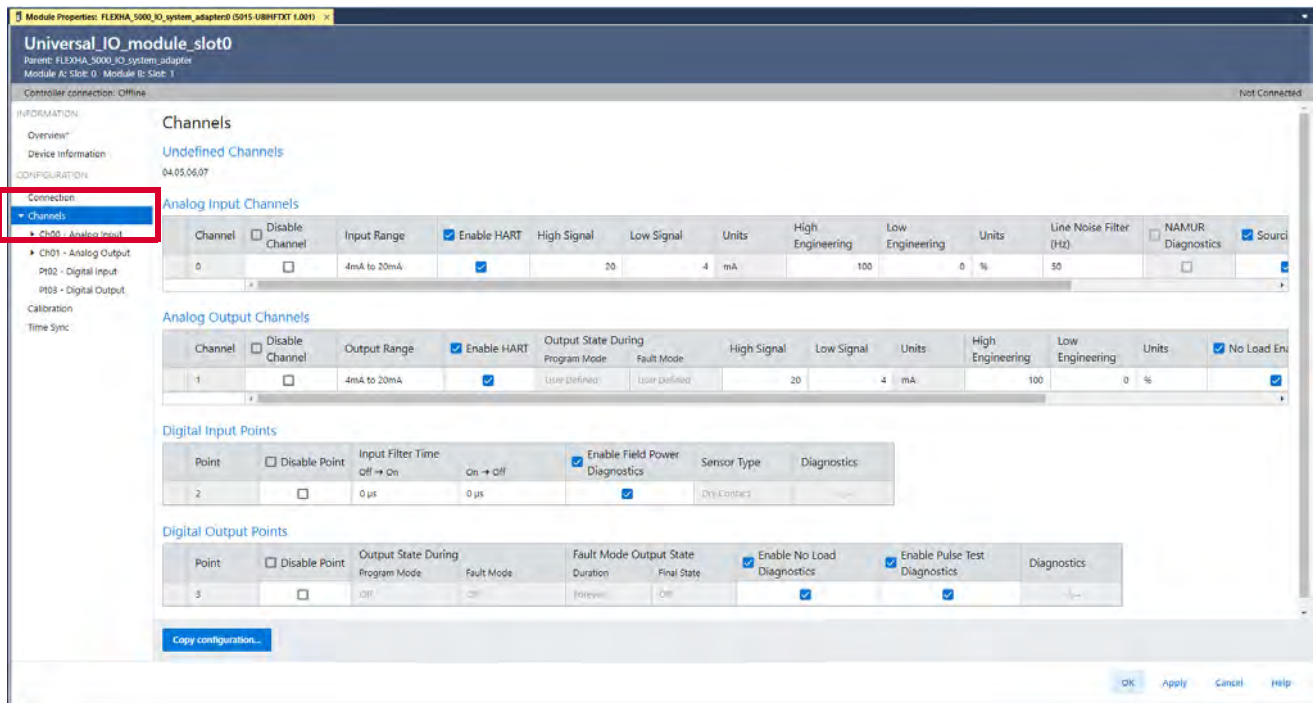 Module Properties: FLEXHA_5000_IO_system_adapter:0 (5015-U8IHFTXT 1.001) ×
Universal_IO_module_slot0
Parent: FLEXHA_5000_IO_system_adapter
Module A: Slot: 0 Module B: Slot: 1
Controller connection: Offline
Not Connected
INFORMATION
Overview*
Device Information
CONFIGURATION
Connection
Channels
Ch00 - Analog Input
Ch01 - Analog Output
Pt02 - Digital Input
Pt03 - Digital Output
Calibration
Time Sync
Channels
Undefined Channels
04,05,06,07
Analog Input Channels
Channel Disable Channel Input Range Enable HART High Signal Low Signal Units High Engineering Low Engineering Units Line Noise Filter (Hz) NAMUR Diagnostics Sourci
0 4mA to 20mA 20 4 mA 100 0 % 50
Analog Output Channels
Channel Disable Channel Output Range Enable HART Output State During High Signal Low Signal Units High Engineering Low Engineering Units No Load Ena
Program Mode Fault Mode
1 4mA to 20mA User Defined User Defined 20 4 mA 100 0 %
Digital Input Points
Point Disable Point Input Filter Time Enable Field Power Diagnostics Sensor Type Diagnostics
Off → On On → Off
2 0 µs 0 µs Dry Contact
Digital Output Points
Point Disable Point Output State During Fault Mode Output State Enable No Load Diagnostics Enable Pulse Test Diagnostics Diagnostics
Program Mode Fault Mode Duration Final State
3 Off Off Forever Off
Copy configuration...
OK Apply Cancel Help